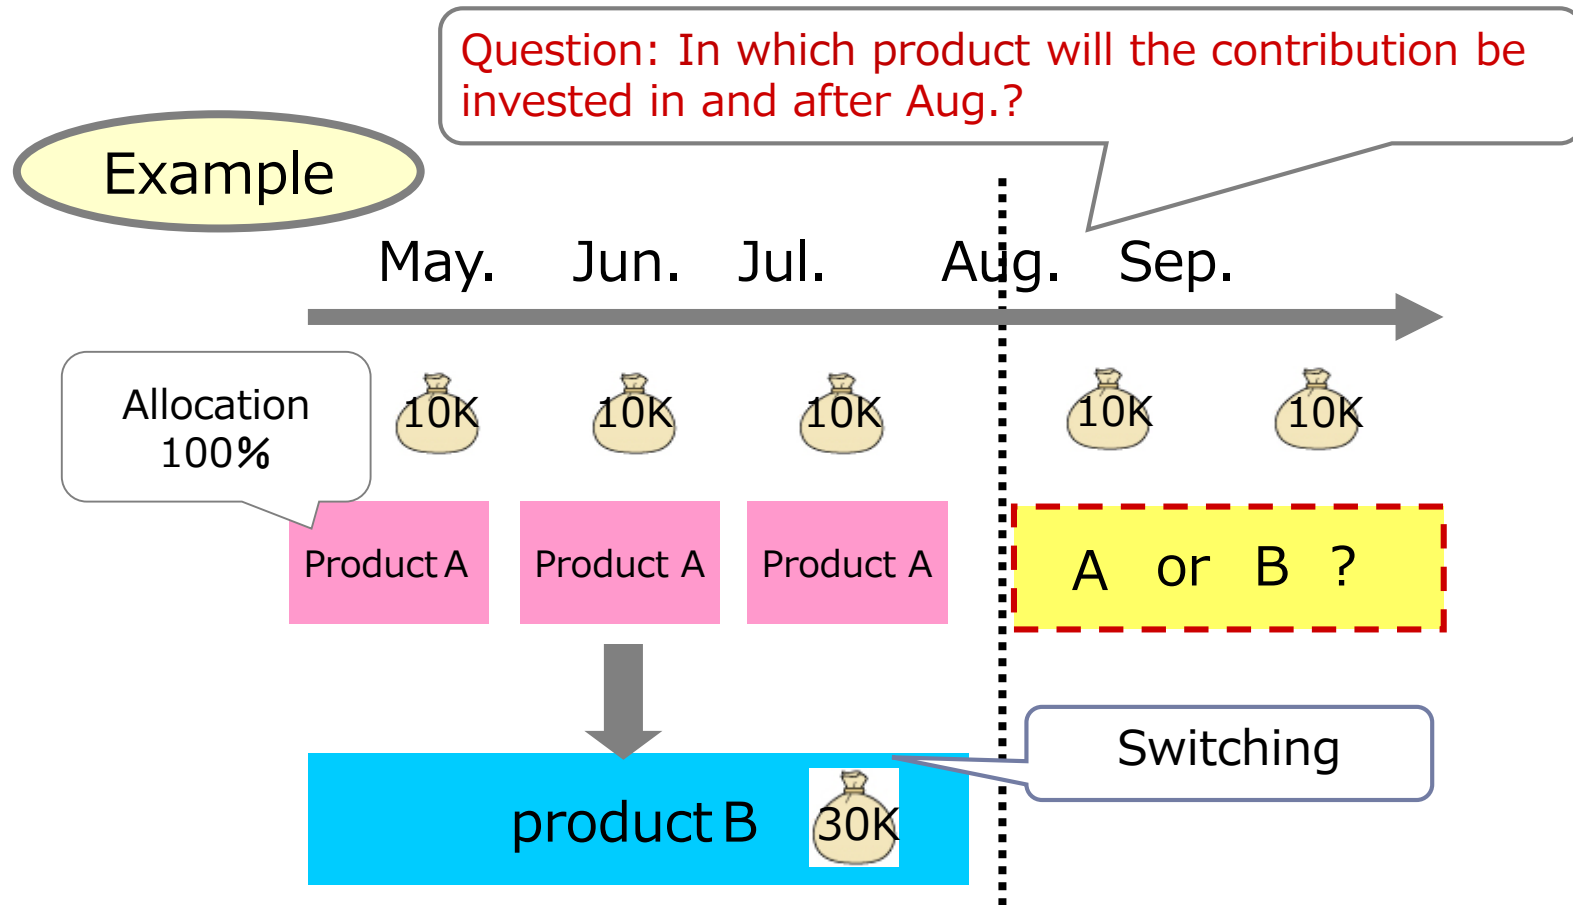 Question: In which product will the contribution be
invested in and after Aug.?
Example
May. Jun. Jul. Aug. Sep.
Allocation
100%
10K 10K 10K 10K 10K
Product A Product A Product A A or B ?
Switching
product B 30K